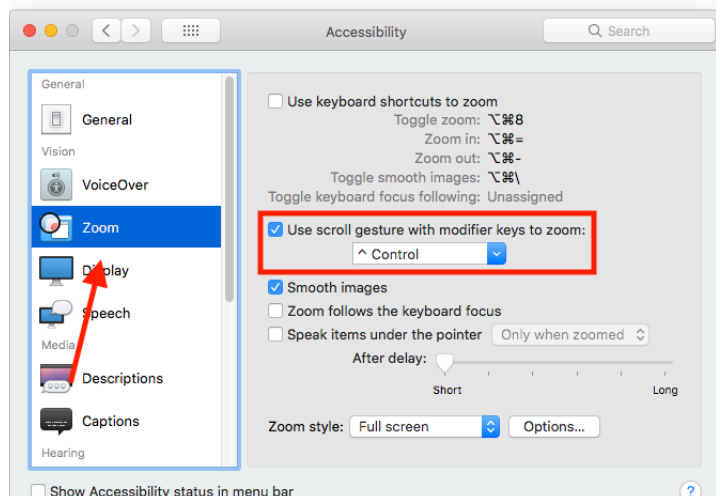 Accessibility
Search
General
General
Vision
VoiceOver
Zoom
Display
Speech
Media
Descriptions
Captions
Hearing
Use keyboard shortcuts to zoom
Toggle zoom: ⌥⌘8
Zoom in: ⌥⌘=
Zoom out: ⌥⌘-
Toggle smooth images: ⌥⌘\
Toggle keyboard focus following: Unassigned
Use scroll gesture with modifier keys to zoom:
^ Control
Smooth images
Zoom follows the keyboard focus
Speak items under the pointer Only when zoomed
After delay:
Short Long
Zoom style: Full screen Options...
Show Accessibility status in menu bar ?